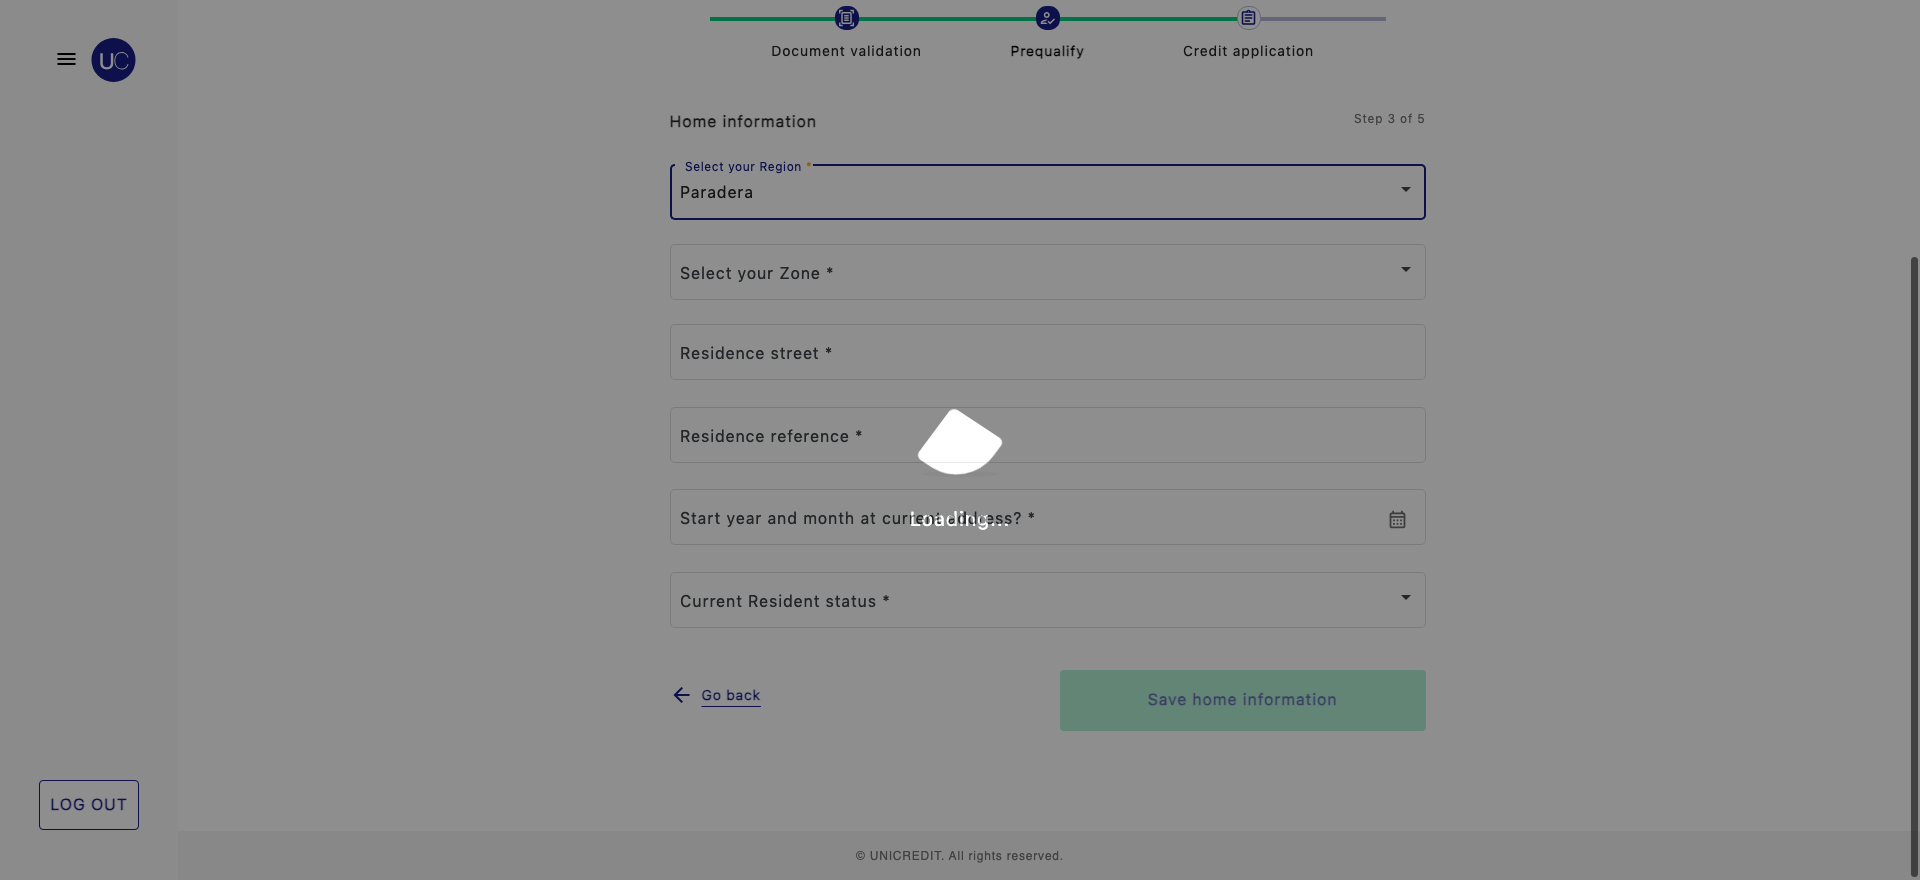 UC
Document validation
Prequalify
Credit application
Home information
Step 3 of 5
Select your Region *
Paradera
Select your Zone *
Residence street *
Residence reference *
Start year and month at current address? *
Loading...
Current Resident status *
Go back
Save home information
LOG OUT
© UNICREDIT. All rights reserved.